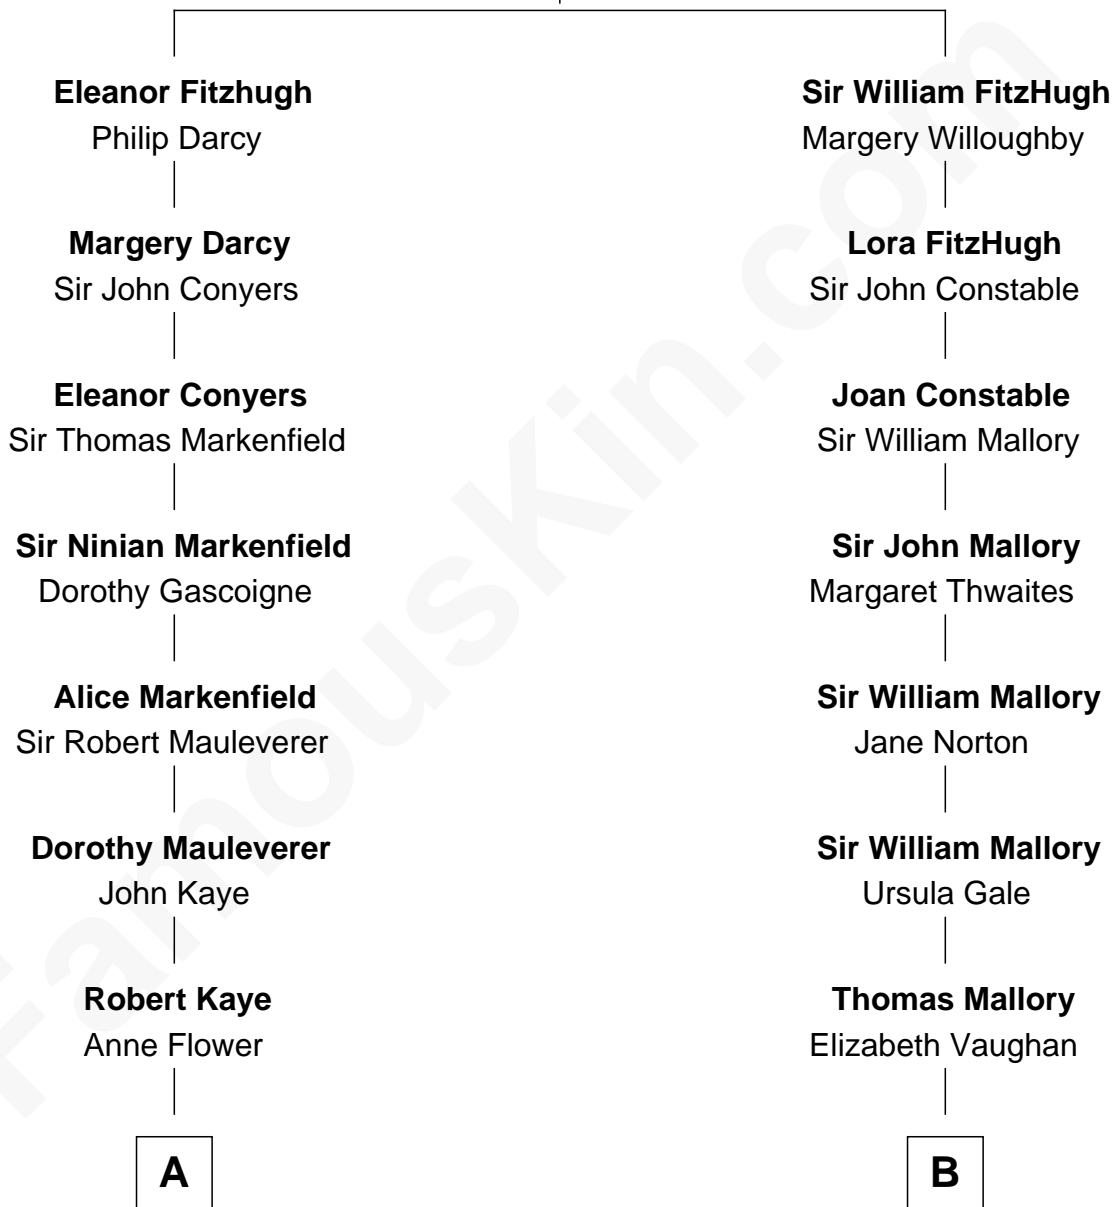 Eleanor Fitzhugh
Philip Darcy
Margery Darcy
Sir John Conyers
Eleanor Conyers
Sir Thomas Markenfield
Sir Ninian Markenfield
Dorothy Gascoigne
Alice Markenfield
Sir Robert Mauleverer
Dorothy Mauleverer
John Kaye
Robert Kaye
Anne Flower
A
Sir William FitzHugh
Margery Willoughby
Lora FitzHugh
Sir John Constable
Joan Constable
Sir William Mallory
Sir John Mallory
Margaret Thwaites
Sir William Mallory
Jane Norton
Sir William Mallory
Ursula Gale
Thomas Mallory
Elizabeth Vaughan
B
FamousKin.com